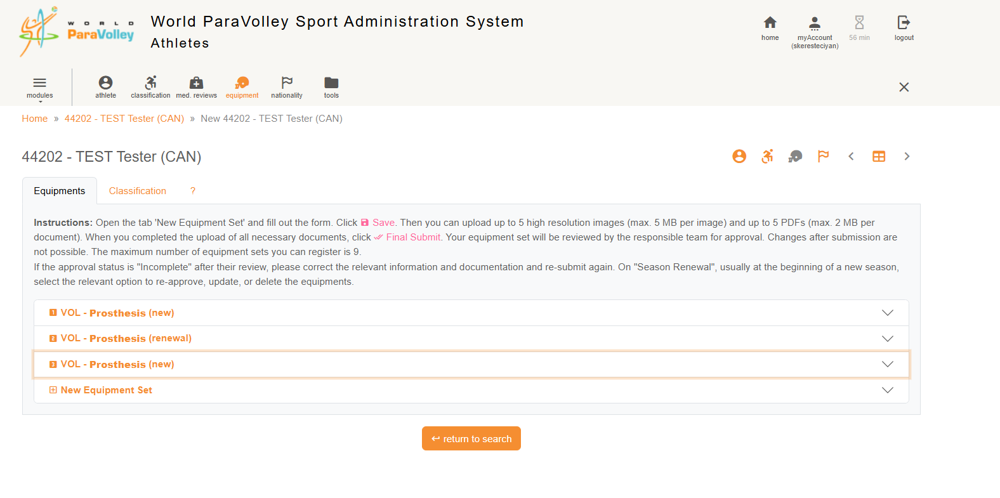 WORLD
ParaVolley
World ParaVolley Sport Administration System
Athletes
home
myAccount
(skeresteciyan)
56 min
logout
modules
athlete
classification
med. reviews
equipment
nationality
tools
Home » 44202 - TEST Tester (CAN) » New 44202 - TEST Tester (CAN)
44202 - TEST Tester (CAN)
Equipments
Classification
?
Instructions: Open the tab 'New Equipment Set' and fill out the form. Click Save. Then you can upload up to 5 high resolution images (max. 5 MB per image) and up to 5 PDFs (max. 2 MB per
document). When you completed the upload of all necessary documents, click Final Submit. Your equipment set will be reviewed by the responsible team for approval. Changes after submission are
not possible. The maximum number of equipment sets you can register is 9.
If the approval status is "Incomplete" after their review, please correct the relevant information and documentation and re-submit again. On "Season Renewal", usually at the beginning of a new season,
select the relevant option to re-approve, update, or delete the equipments.
1 VOL - Prosthesis (new)
2 VOL - Prosthesis (renewal)
3 VOL - Prosthesis (new)
New Equipment Set
return to search